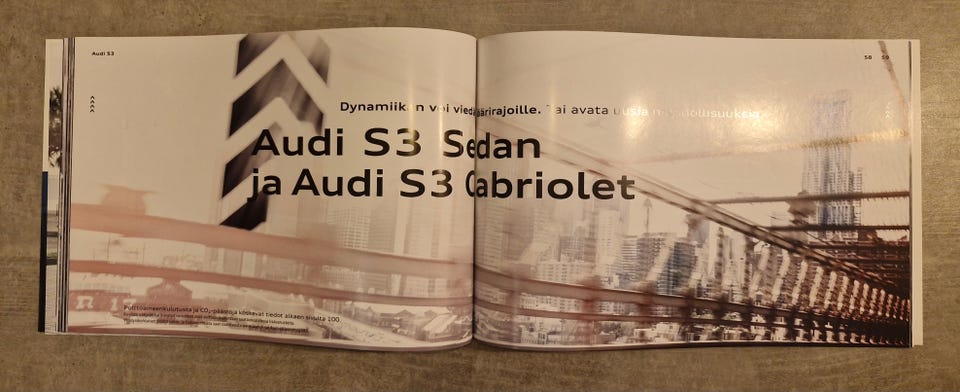 Audi S3
58 59
Dynamiikan voi viedä äärirajoille. Tai avata uusia mahdollisuuksia.
Audi S3 Sedan
ja Audi S3 Cabriolet
Polttoaineenkulutusta ja CO₂-päästöjä koskevat tiedot alkaen sivulta 100.